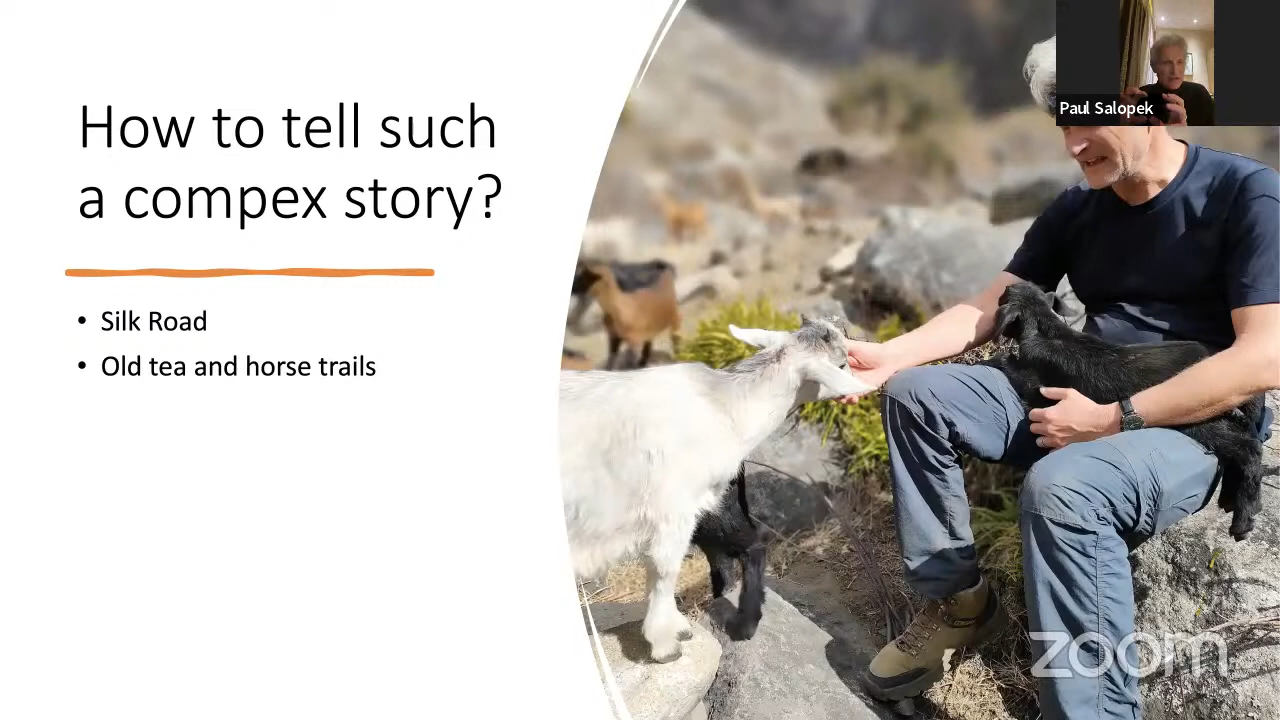 How to tell such
a compex story?
• Silk Road
• Old tea and horse trails
Paul Salopek
zoom